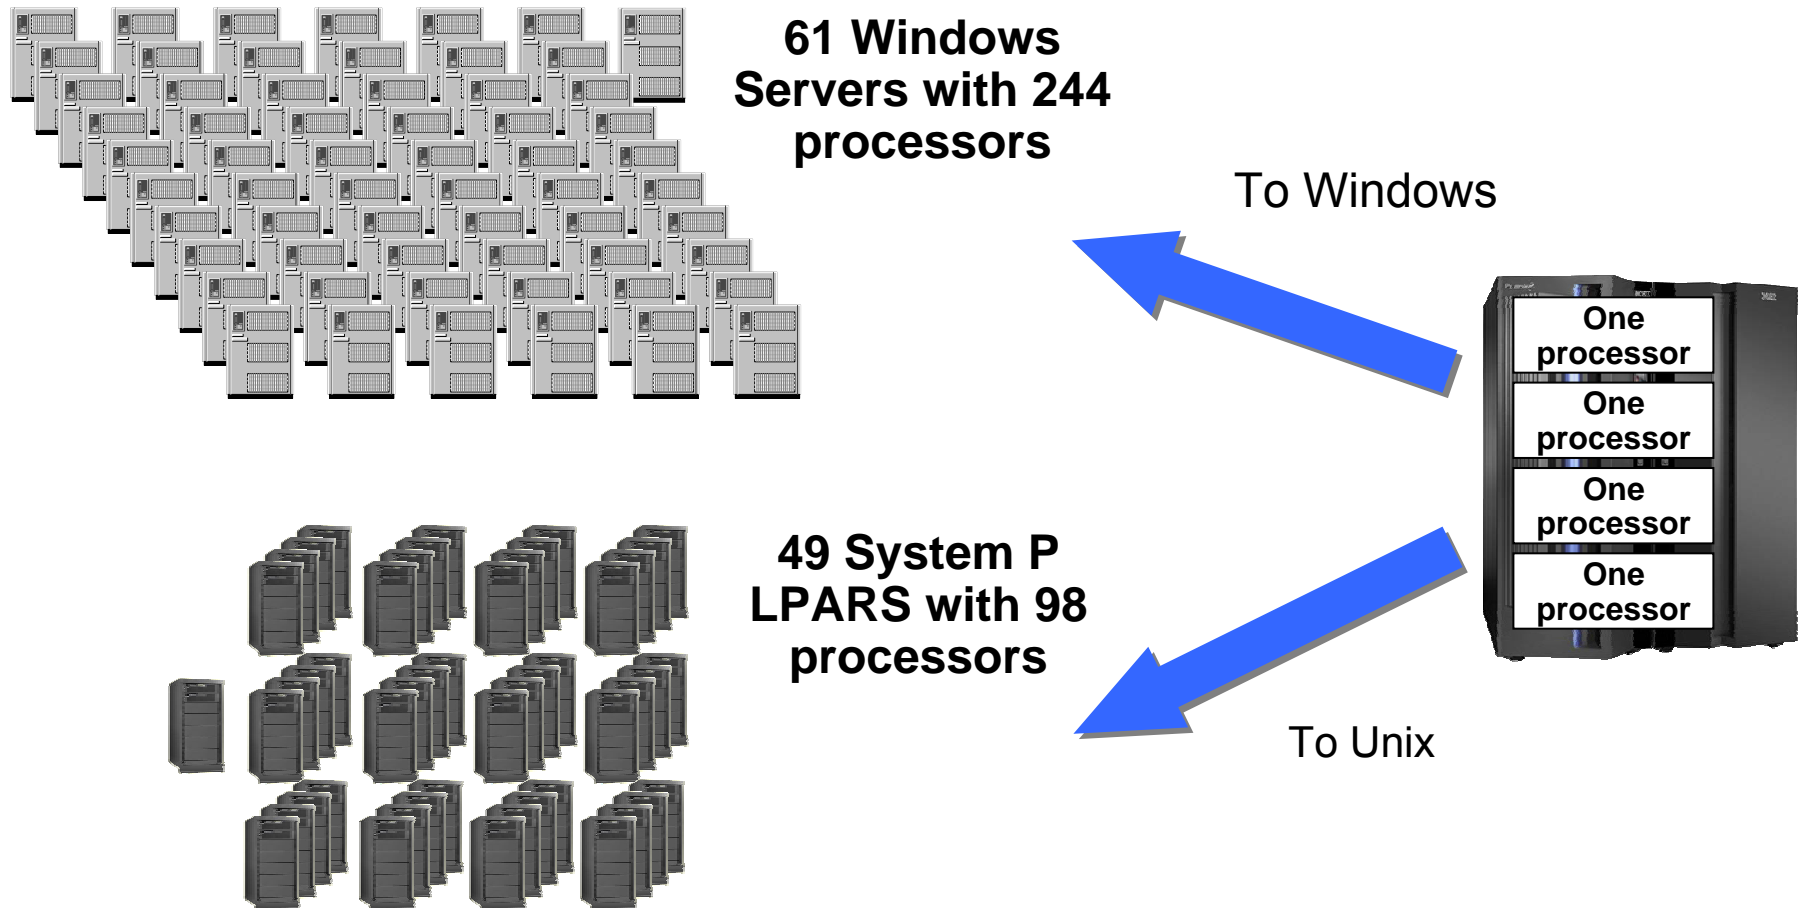 61 Windows
Servers with 244
processors
To Windows
One
processor
One
processor
One
processor
One
processor
49 System P
LPARS with 98
processors
To Unix